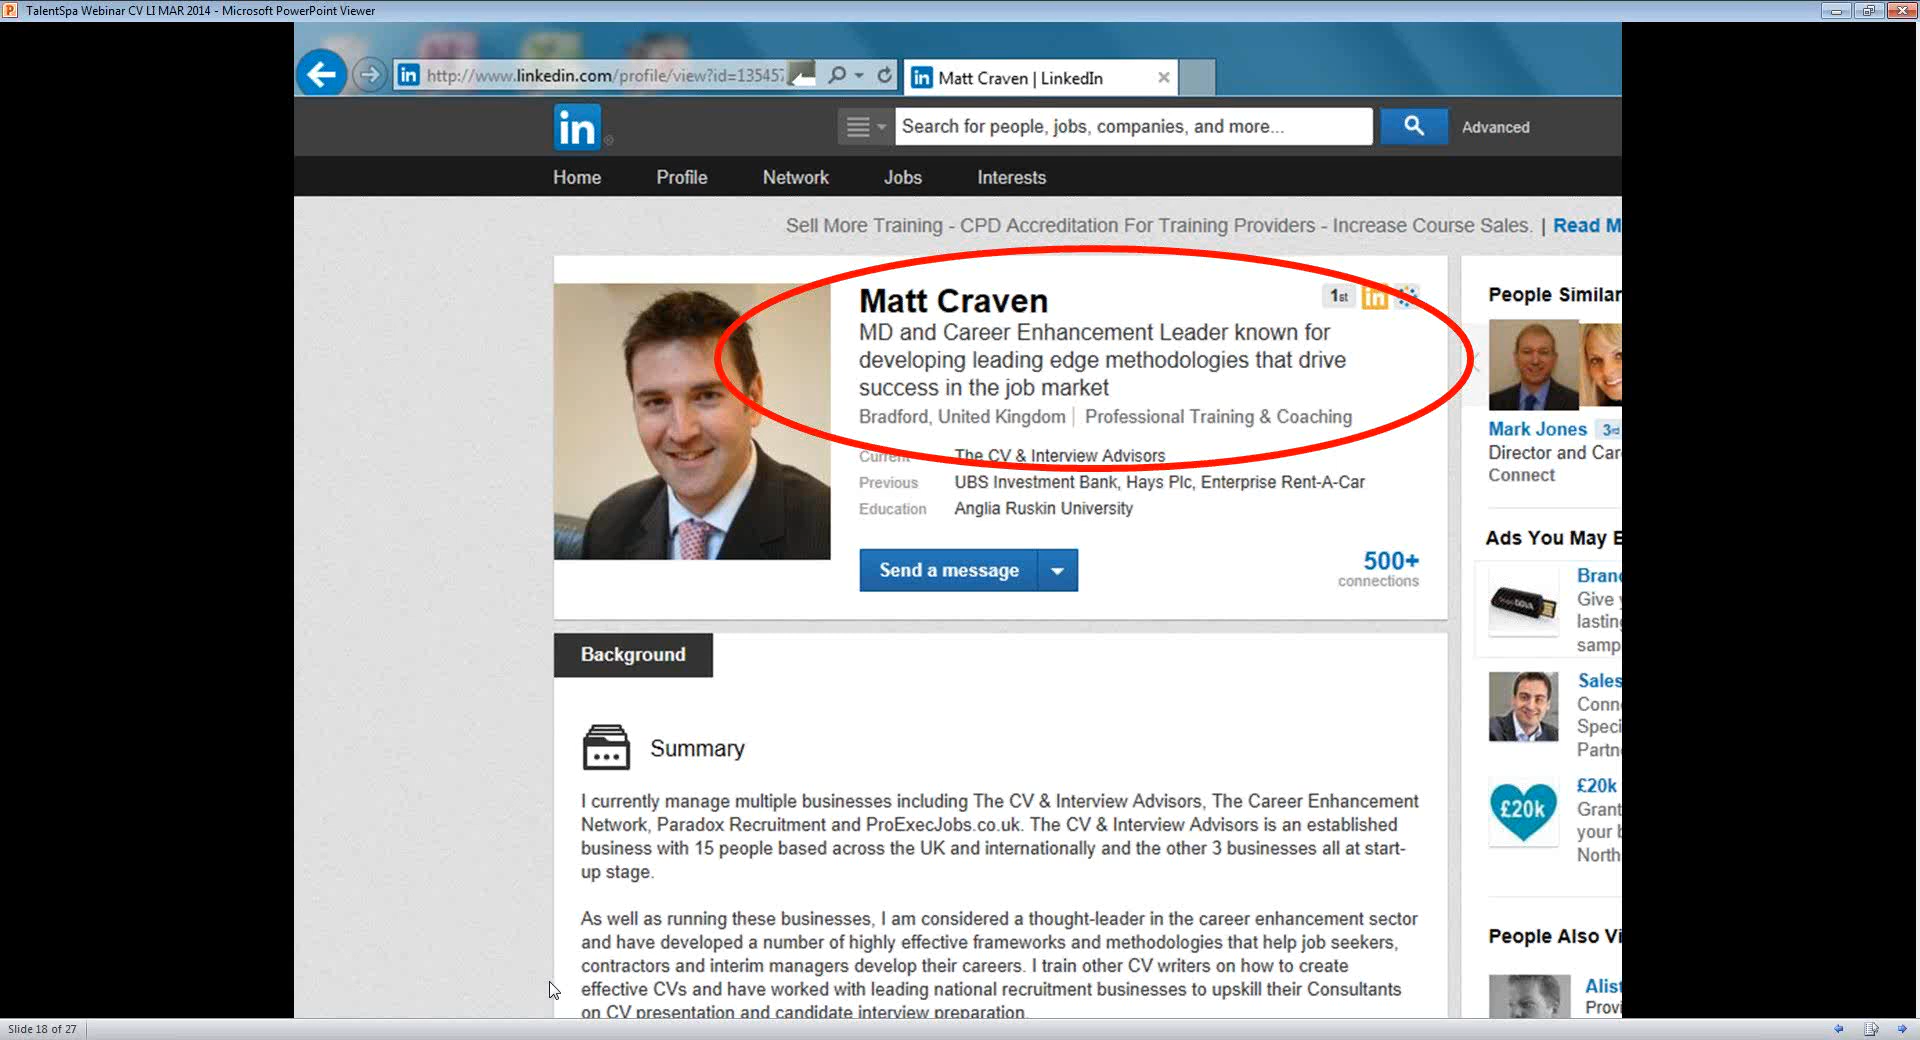 TalentSpa Webinar CV LI MAR 2014 - Microsoft PowerPoint Viewer
http://www.linkedin.com/profile/view?id=13545
Matt Craven | LinkedIn
in
Search for people, jobs, companies, and more...
Advanced
Home Profile Network Jobs Interests
Sell More Training - CPD Accreditation For Training Providers - Increase Course Sales. | Read M
Matt Craven
1st in
MD and Career Enhancement Leader known for
developing leading edge methodologies that drive
success in the job market
Bradford, United Kingdom | Professional Training & Coaching
Current The CV & Interview Advisors
Previous UBS Investment Bank, Hays Plc, Enterprise Rent-A-Car
Education Anglia Ruskin University
Send a message
500+
connections
Background
Summary
I currently manage multiple businesses including The CV & Interview Advisors, The Career Enhancement
Network, Paradox Recruitment and ProExecJobs.co.uk. The CV & Interview Advisors is an established
business with 15 people based across the UK and internationally and the other 3 businesses all at start-
up stage.
As well as running these businesses, I am considered a thought-leader in the career enhancement sector
and have developed a number of highly effective frameworks and methodologies that help job seekers,
contractors and interim managers develop their careers. I train other CV writers on how to create
effective CVs and have worked with leading national recruitment businesses to upskill their Consultants
on CV presentation and candidate interview preparation.
People Similar
Mark Jones 3rd
Director and Car
Connect
Ads You May E
Bran
Give
lasting
samp
Sales
Conn
Speci
Partn
£20k
£20k
Grant
your b
North
People Also Vi
Alist
Provi
Slide 18 of 27